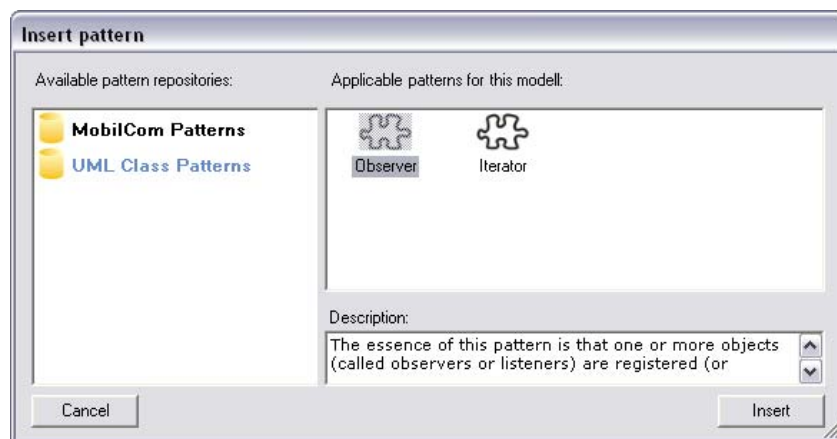 Insert pattern
Available pattern repositories:
Applicable patterns for this modell:
MobilCom Patterns
UML Class Patterns
Observer
Iterator
Description:
The essence of this pattern is that one or more objects
(called observers or listeners) are registered (or
Cancel
Insert